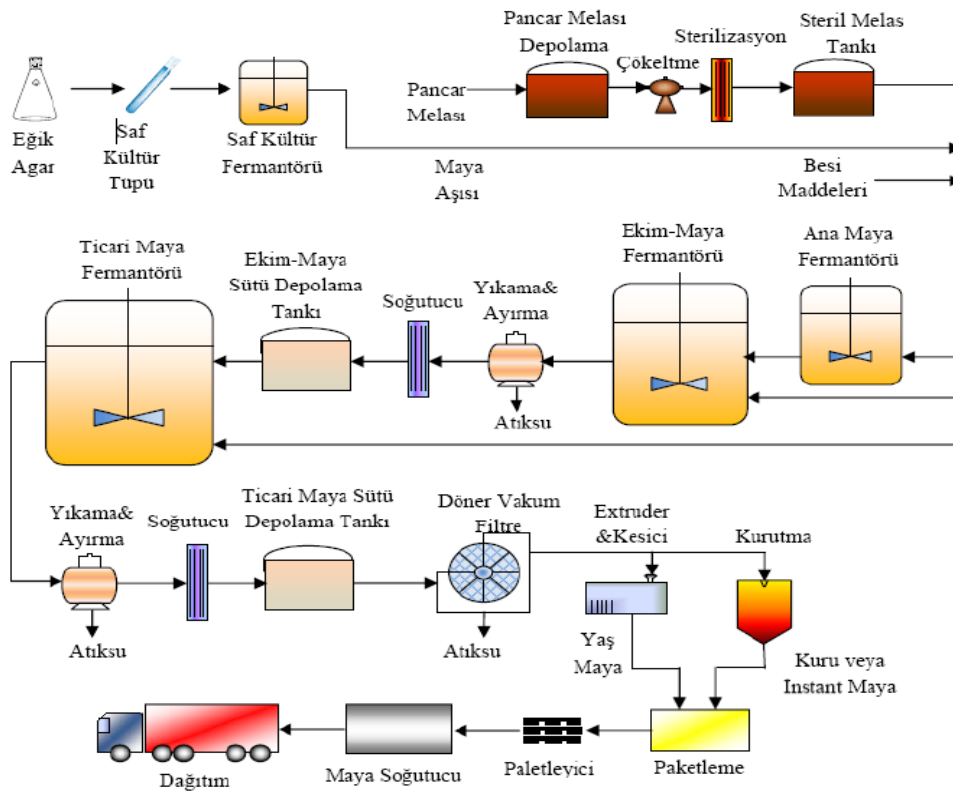 Pancar Melası
Depolama
Çökeltme
Sterilizasyon
Steril Melas
Tankı
Pancar
Melası
Eğik
Agar
Saf
Kültür
Tüpü
Saf Kültür
Fermantörü
Maya
Aşısı
Besi
Maddeleri
Ticari Maya
Fermantörü
Ekim-Maya
Sütü Depolama
Tankı
Soğutucu
Yıkama&
Ayırma
Atıksu
Ekim-Maya
Fermantörü
Ana Maya
Fermantörü
Yıkama&
Ayırma
Atıksu
Soğutucu
Ticari Maya Sütü
Depolama Tankı
Döner Vakum
Filtre
Atıksu
Extruder
&Kesici
Kurutma
Yaş
Maya
Kuru veya
Instant Maya
Dağıtım
Maya Soğutucu
Paletleyici
Paketleme